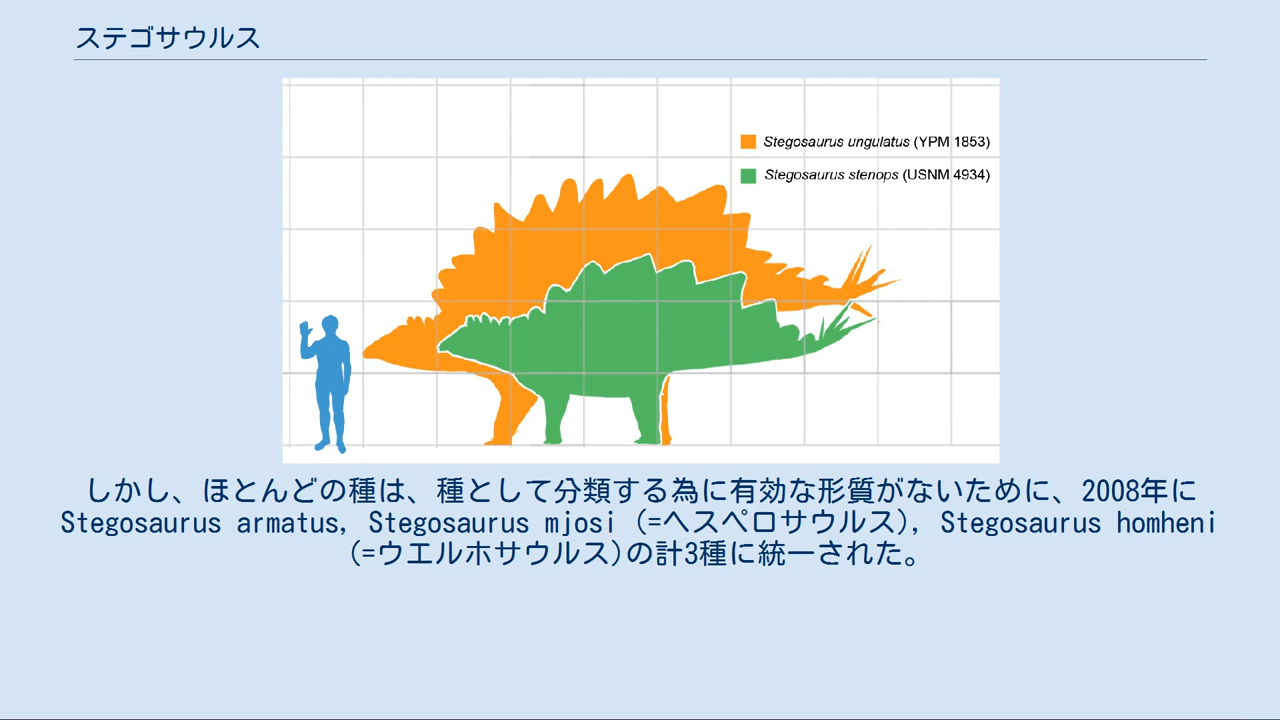 ステゴサウルス
Stegosaurus ungulatus (YPM 1853)
Stegosaurus stenops (USNM 4934)
しかし、ほとんどの種は、種として分類する為に有効な形質がないために、2008年に
Stegosaurus armatus, Stegosaurus mjosi (=ヘスペロサウルス), Stegosaurus homheni
(=ウエルホサウルス)の計3種に統一された。